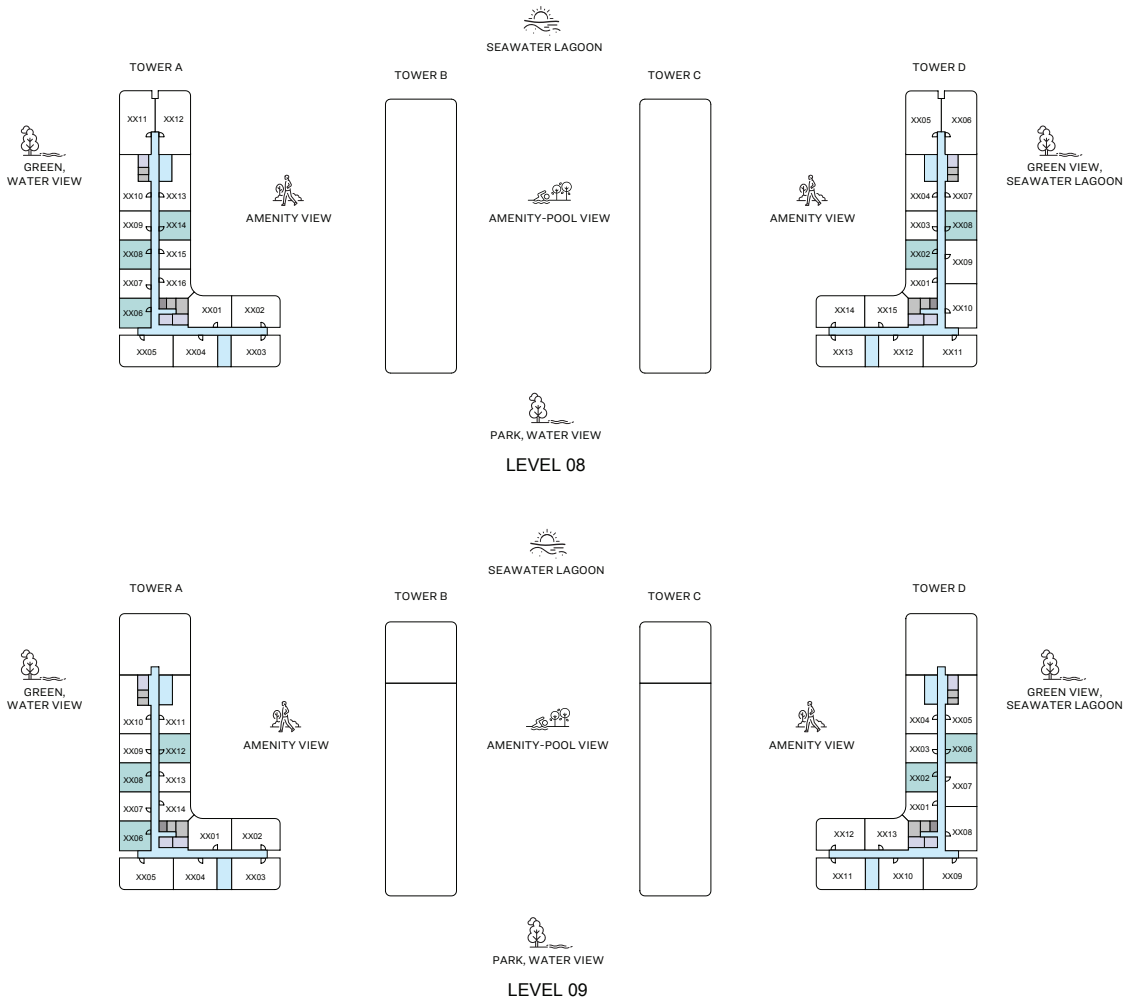 SEAWATER LAGOON
TOWER A
TOWER B
TOWER C
TOWER D
XX11 XX12
XX05 XX06
GREEN,
WATER VIEW
GREEN VIEW,
SEAWATER LAGOON
XX10 XX13
XX04 XX07
AMENITY VIEW
AMENITY-POOL VIEW
AMENITY VIEW
XX09 XX14
XX03 XX08
XX08 XX15
XX02 XX09
XX07 XX16
XX01
XX06 XX01 XX02
XX14 XX15 XX10
XX05 XX04 XX03
XX13 XX12 XX11
PARK, WATER VIEW
LEVEL 08
SEAWATER LAGOON
TOWER A
TOWER B
TOWER C
TOWER D
GREEN,
WATER VIEW
GREEN VIEW,
SEAWATER LAGOON
XX10 XX11
XX04 XX05
AMENITY VIEW
AMENITY-POOL VIEW
AMENITY VIEW
XX09 XX12
XX03 XX06
XX08 XX13
XX02 XX07
XX07 XX14
XX01
XX06 XX01 XX02
XX12 XX13 XX08
XX05 XX04 XX03
XX11 XX10 XX09
PARK, WATER VIEW
LEVEL 09